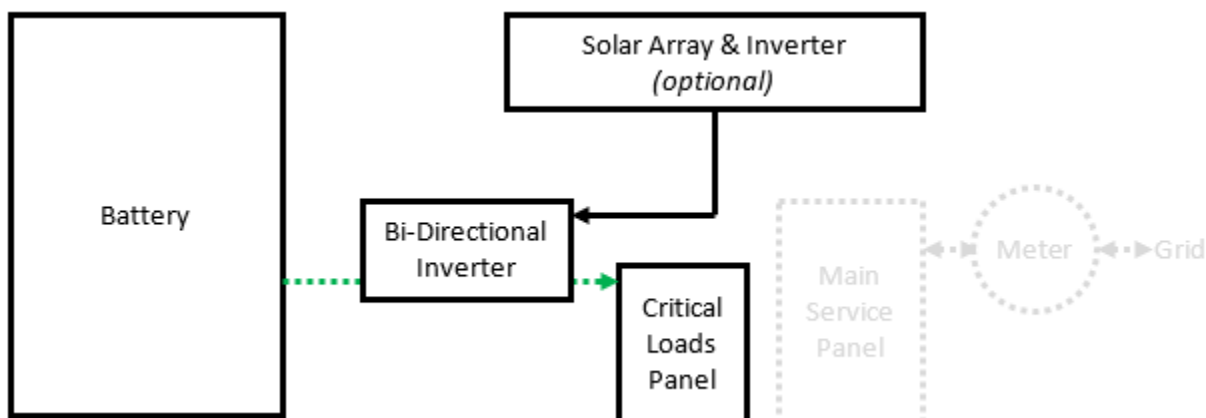 Solar Array & Inverter
(optional)
Battery
Bi-Directional
Inverter
Critical
Loads
Panel
Main
Service
Panel
Meter
Grid